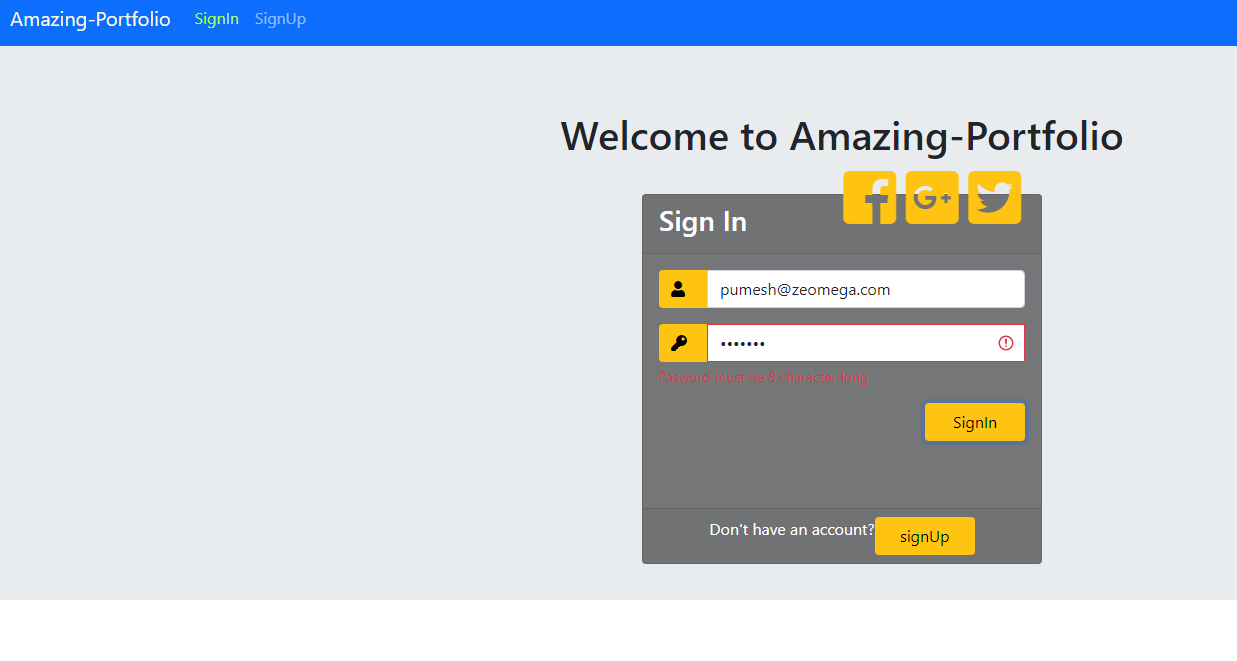 Amazing-Portfolio SignIn SignUp
Welcome to Amazing-Portfolio
Sign In
pumesh@zeomega.com
•••••••
Pasword must be 8 character long
SignIn
Don't have an account? signUp